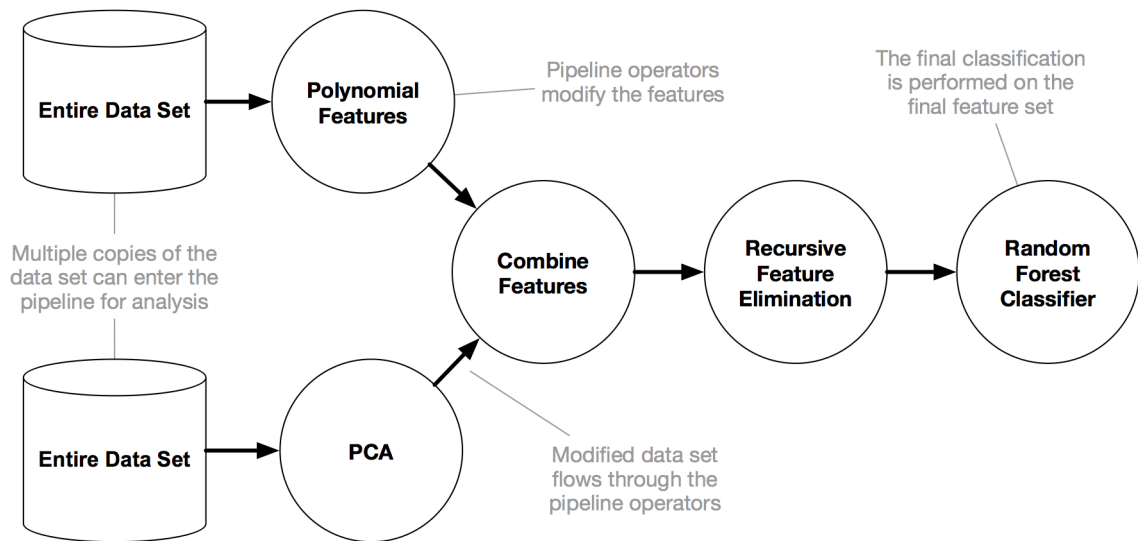 Entire Data Set
Polynomial
Features
Pipeline operators
modify the features
The final classification
is performed on the
final feature set
Multiple copies of the
data set can enter the
pipeline for analysis
Combine
Features
Recursive
Feature
Elimination
Random
Forest
Classifier
Entire Data Set
PCA
Modified data set
flows through the
pipeline operators